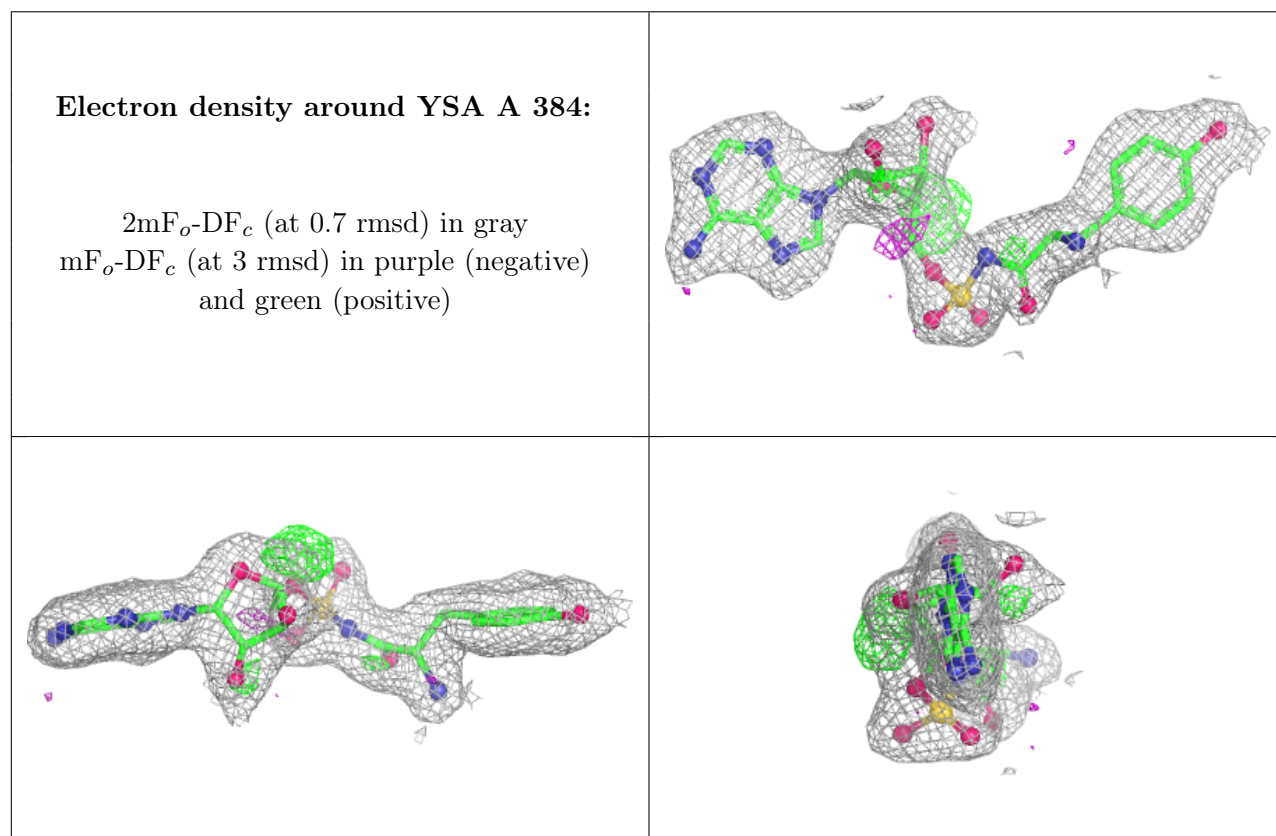 Electron density around YSA A 384:
2mFo-DFc (at 0.7 rmsd) in gray
mFo-DFc (at 3 rmsd) in purple (negative)
and green (positive)